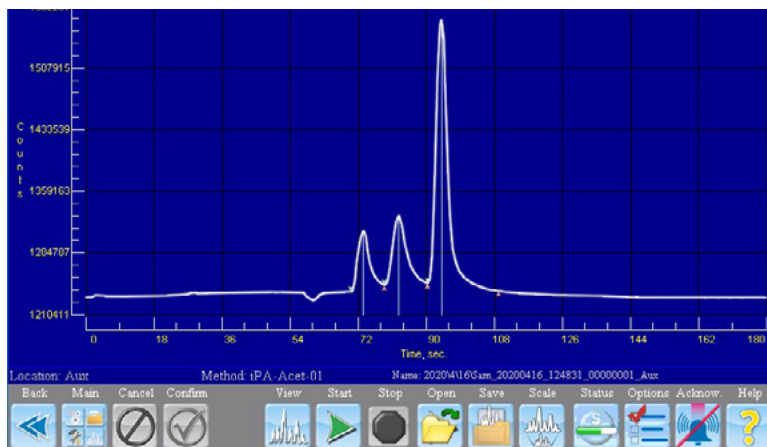 1507915
1433539
Counts
1359163
1284787
1210411
0 18 36 54 72 90 108 126 144 162 180
Time, sec.
Location: Aux Method: iPA-Acet-01 Name: 2020\4\16\Sam_20200416_124831_00000001_Aux
Back Main Cancel Confirm View Start Stop Open Save Scale Status Options Acknow. Help